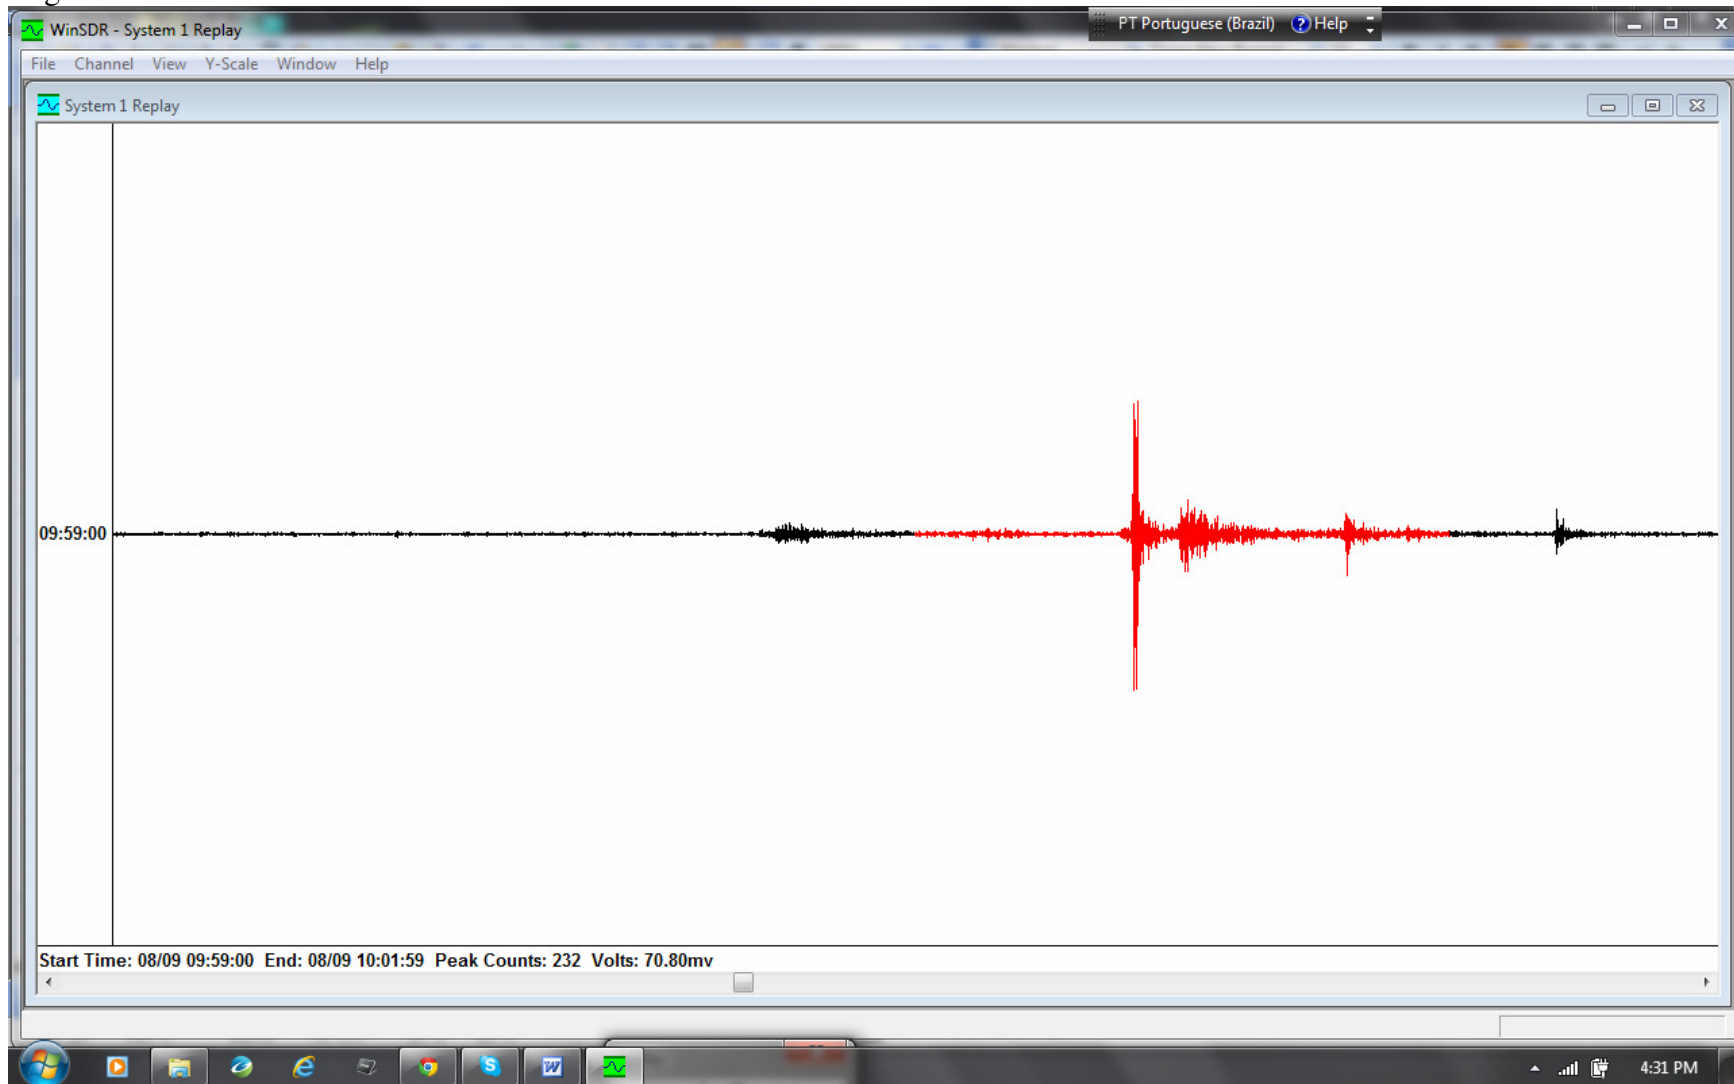 WinSDR - System 1 Replay
PT Portuguese (Brazil) Help
File Channel View Y-Scale Window Help
System 1 Replay
09:59:00
Start Time: 08/09 09:59:00 End: 08/09 10:01:59 Peak Counts: 232 Volts: 70.80mv
4:31 PM